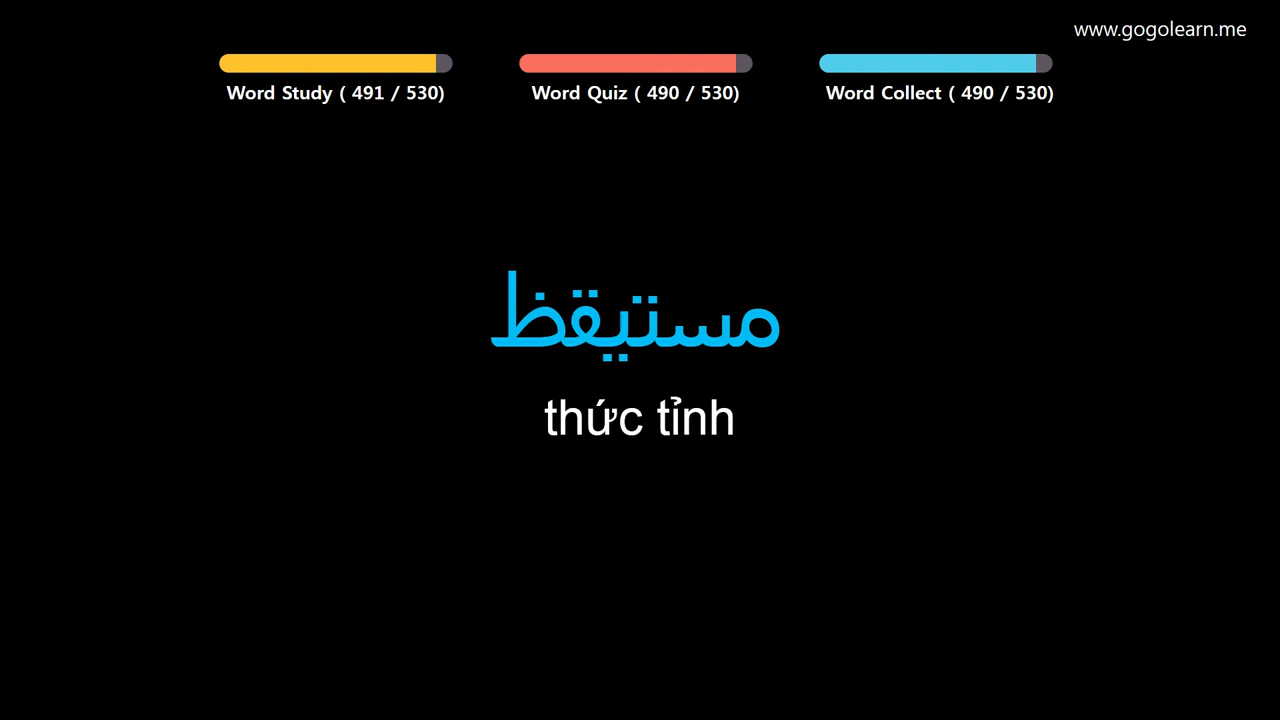 www.gogolearn.me
Word Study ( 491 / 530)
Word Quiz ( 490 / 530)
Word Collect ( 490 / 530)
مستيقظ
thức tỉnh